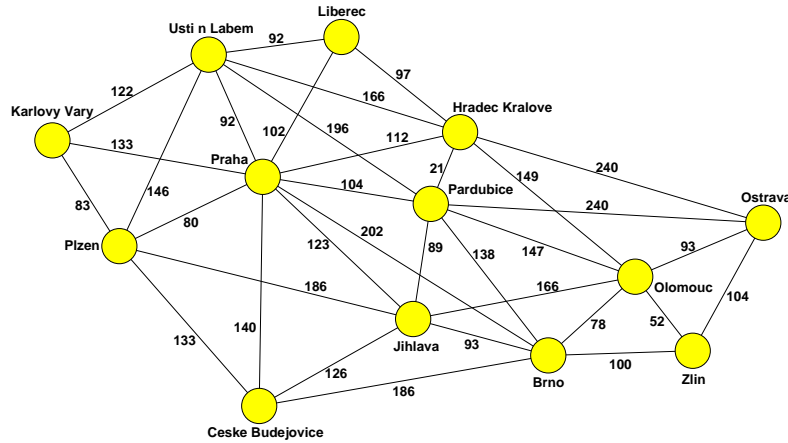 Liberec
Usti n Labem
92
97
122
166
Karlovy Vary
Hradec Kralove
92
102
196
112
133
Praha
21
149
240
104
Pardubice
146
83
80
202
240
Ostrava
Plzen
123
89
138
147
93
186
166
Olomouc
104
140
78
52
133
Jihlava
93
126
100
186
Brno
Zlin
Ceske Budejovice